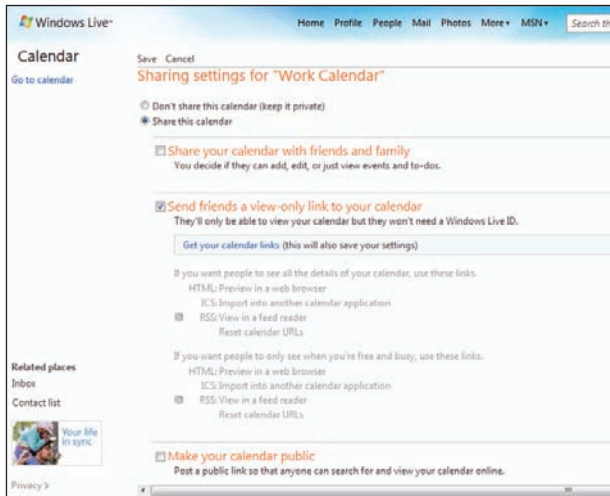 Windows Live™
Home Profile People Mail Photos More MSN Search th
Calendar
Go to calendar
Save Cancel
Sharing settings for "Work Calendar"
Don't share this calendar (keep it private)
Share this calendar
Share your calendar with friends and family
You decide if they can add, edit, or just view events and to-dos.
Send friends a view-only link to your calendar
They'll only be able to view your calendar but they won't need a Windows Live ID.
Get your calendar links (this will also save your settings)
If you want people to see all the details of your calendar, use these links.
HTML: Preview in a web browser
ICS: Import into another calendar application
RSS: View in a feed reader
Reset calendar URLs
If you want people to only see when you're free and busy, use these links.
HTML: Preview in a web browser
ICS: Import into another calendar application
RSS: View in a feed reader
Reset calendar URLs
Related places
Inbox
Contact list
Your life
in sync
Privacy >
Make your calendar public
Post a public link so that anyone can search for and view your calendar online.